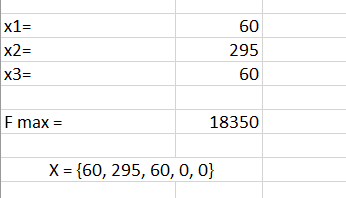 x1= 60
x2= 295
x3= 60
F max = 18350
X = {60, 295, 60, 0, 0}